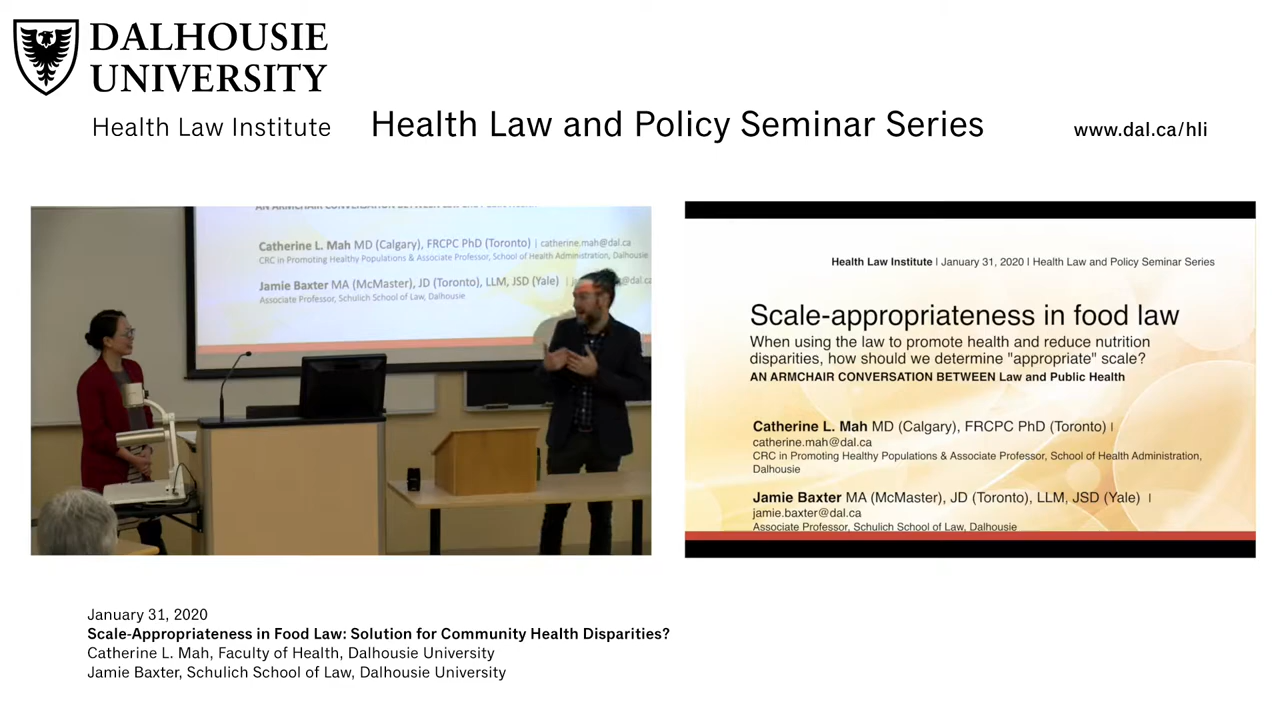 DALHOUSIE
UNIVERSITY
Health Law Institute
Health Law and Policy Seminar Series
www.dal.ca/hli
AN ARMCHAIR CONVERSATION BETWEEN
Catherine L. Mah MD (Calgary), FRCPC PhD (Toronto) | catherine.mah@dal.ca
CRC in Promoting Healthy Populations & Associate Professor, School of Health Administration, Dalhousie
Jamie Baxter MA (McMaster), JD (Toronto), LLM, JSD (Yale) |
Associate Professor, Schulich School of Law, Dalhousie
Health Law Institute | January 31, 2020 | Health Law and Policy Seminar Series
Scale-appropriateness in food law
When using the law to promote health and reduce nutrition
disparities, how should we determine "appropriate" scale?
AN ARMCHAIR CONVERSATION BETWEEN Law and Public Health
Catherine L. Mah MD (Calgary), FRCPC PhD (Toronto) |
catherine.mah@dal.ca
CRC in Promoting Healthy Populations & Associate Professor, School of Health Administration,
Dalhousie
Jamie Baxter MA (McMaster), JD (Toronto), LLM, JSD (Yale) |
jamie.baxter@dal.ca
Associate Professor, Schulich School of Law, Dalhousie
January 31, 2020
Scale-Appropriateness in Food Law: Solution for Community Health Disparities?
Catherine L. Mah, Faculty of Health, Dalhousie University
Jamie Baxter, Schulich School of Law, Dalhousie University